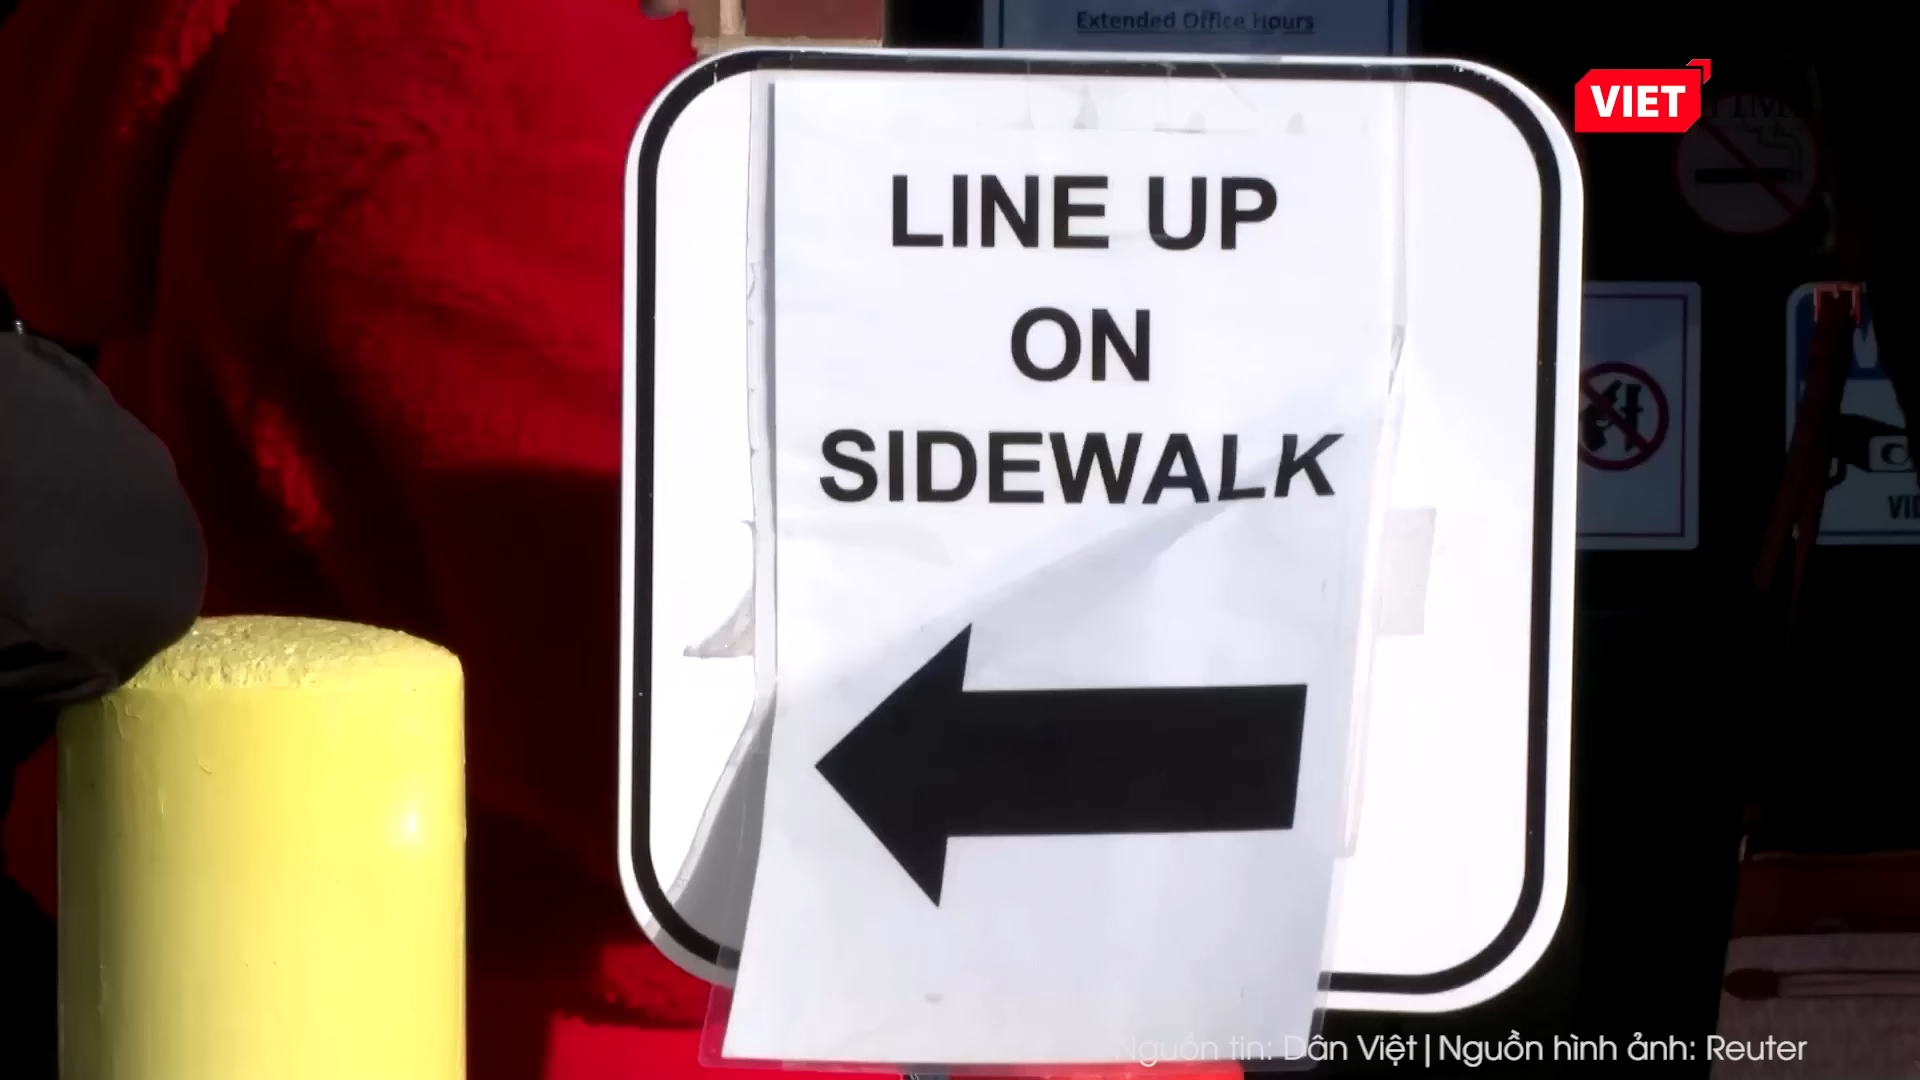 Extended Office Hours
VIET
LINE UP
ON
SIDEWALK
Nguồn tin: Dân Việt | Nguồn hình ảnh: Reuter